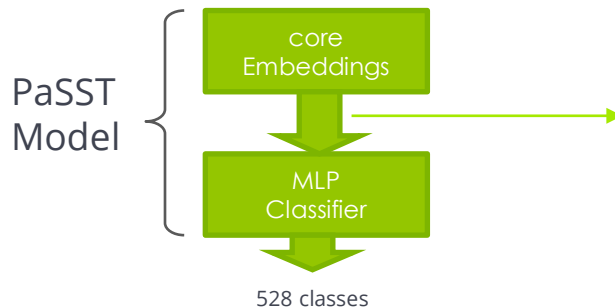 PaSST
Model
core
Embeddings
MLP
Classifier
528 classes